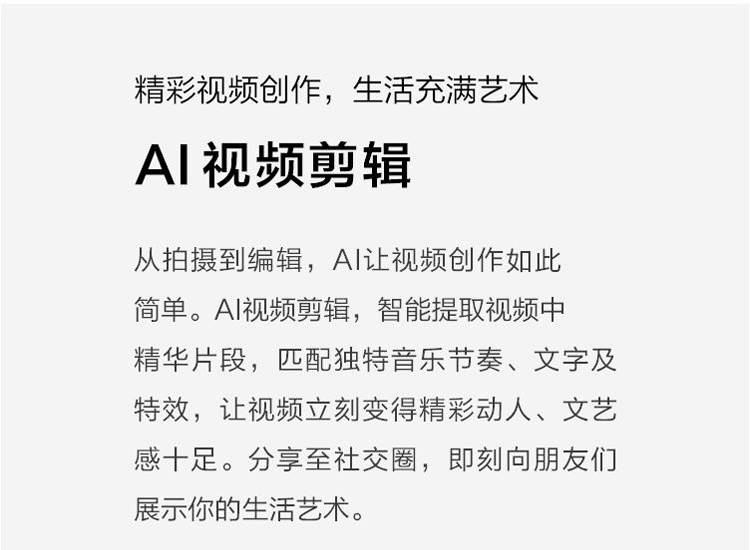 精彩视频创作，生活充满艺术
AI 视频剪辑
从拍摄到编辑，AI让视频创作如此
简单。AI视频剪辑，智能提取视频中
精华片段，匹配独特音乐节奏、文字及
特效，让视频立刻变得精彩动人、文艺
感十足。分享至社交圈，即刻向朋友们
展示你的生活艺术。